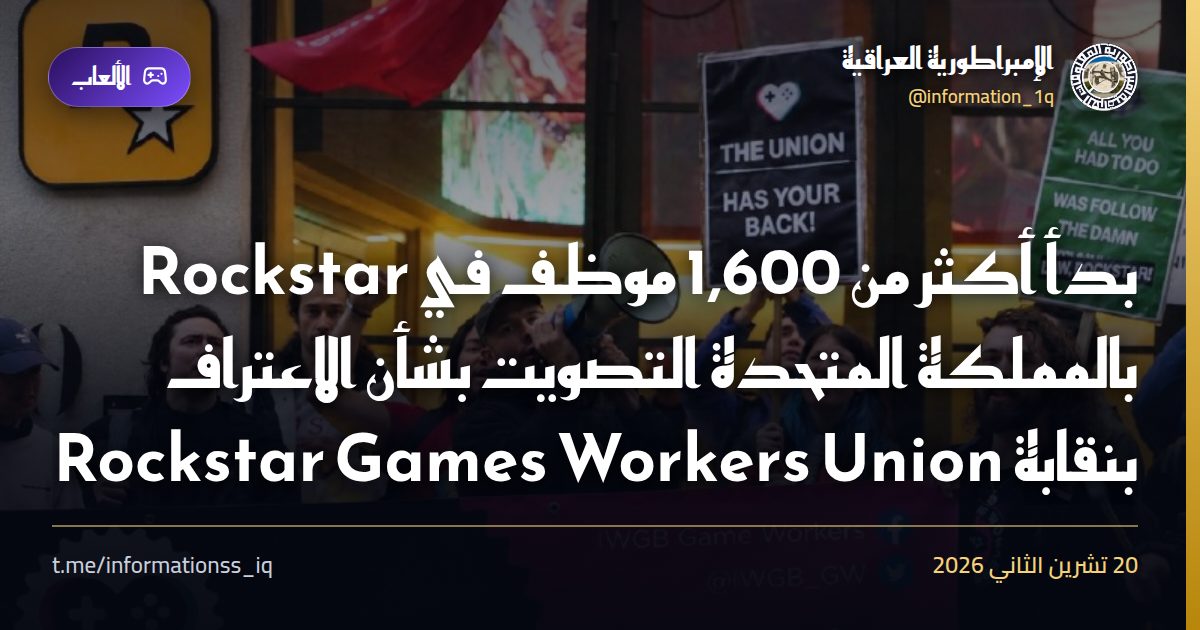 الألعاب
الإمبراطورية العراقية
@information_1q
THE UNION
HAS YOUR
BACK!
ALL YOU
HAD TO DO
WAS FOLLOW
THE DAMN
بدأ أكثر من 1,600 موظف في Rockstar
بالمملكة المتحدة التصويت بشأن الاعتراف
بنقابة Rockstar Games Workers Union
IWGB Game Workers
@IWGB_GW
t.me/informationss_iq
20 تشرين الثاني 2026